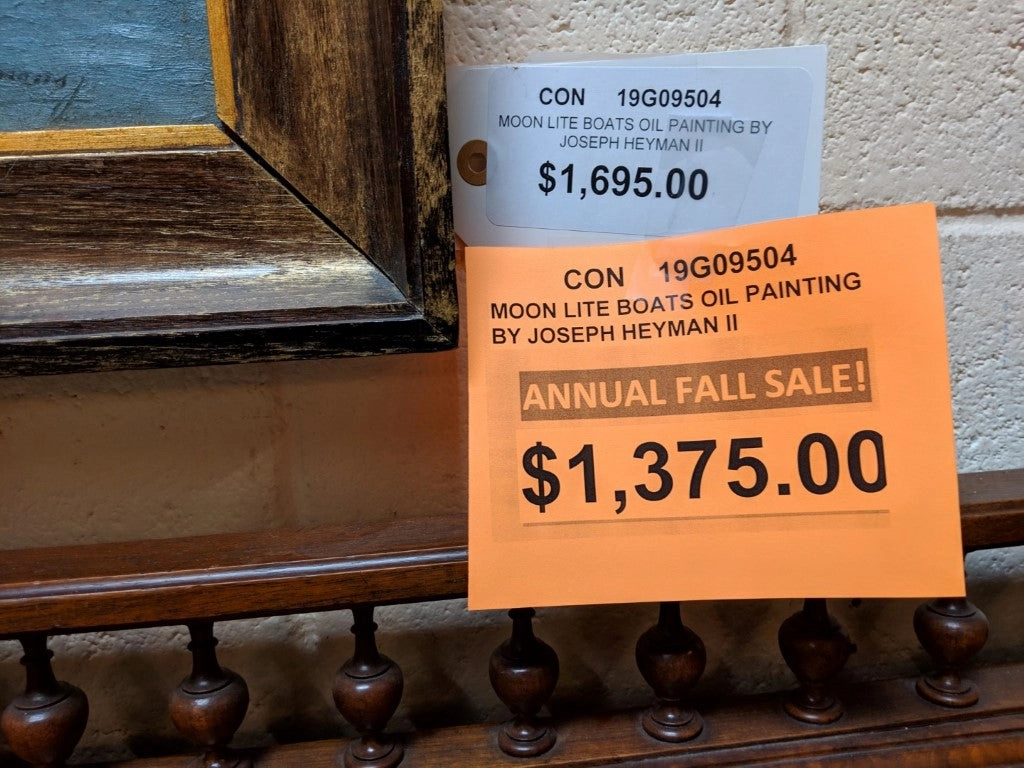 CON 19G09504
MOON LITE BOATS OIL PAINTING BY
JOSEPH HEYMAN II
$1,695.00
CON 19G09504
MOON LITE BOATS OIL PAINTING
BY JOSEPH HEYMAN II
ANNUAL FALL SALE!
$1,375.00